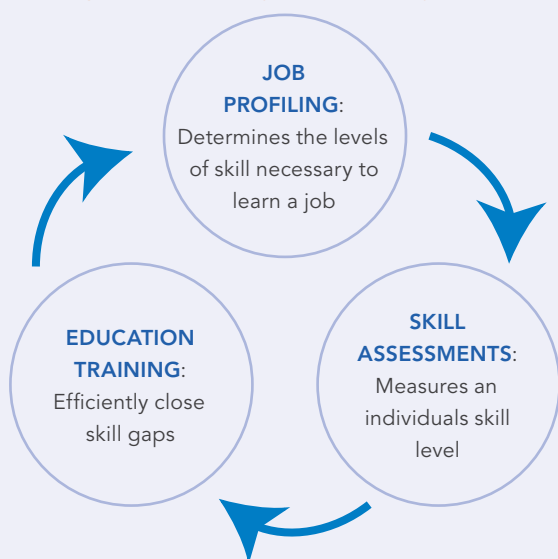 JOB
PROFILING:
Determines the levels
of skill necessary to
learn a job
SKILL
ASSESSMENTS:
Measures an
individuals skill
level
EDUCATION
TRAINING:
Efficiently close
skill gaps